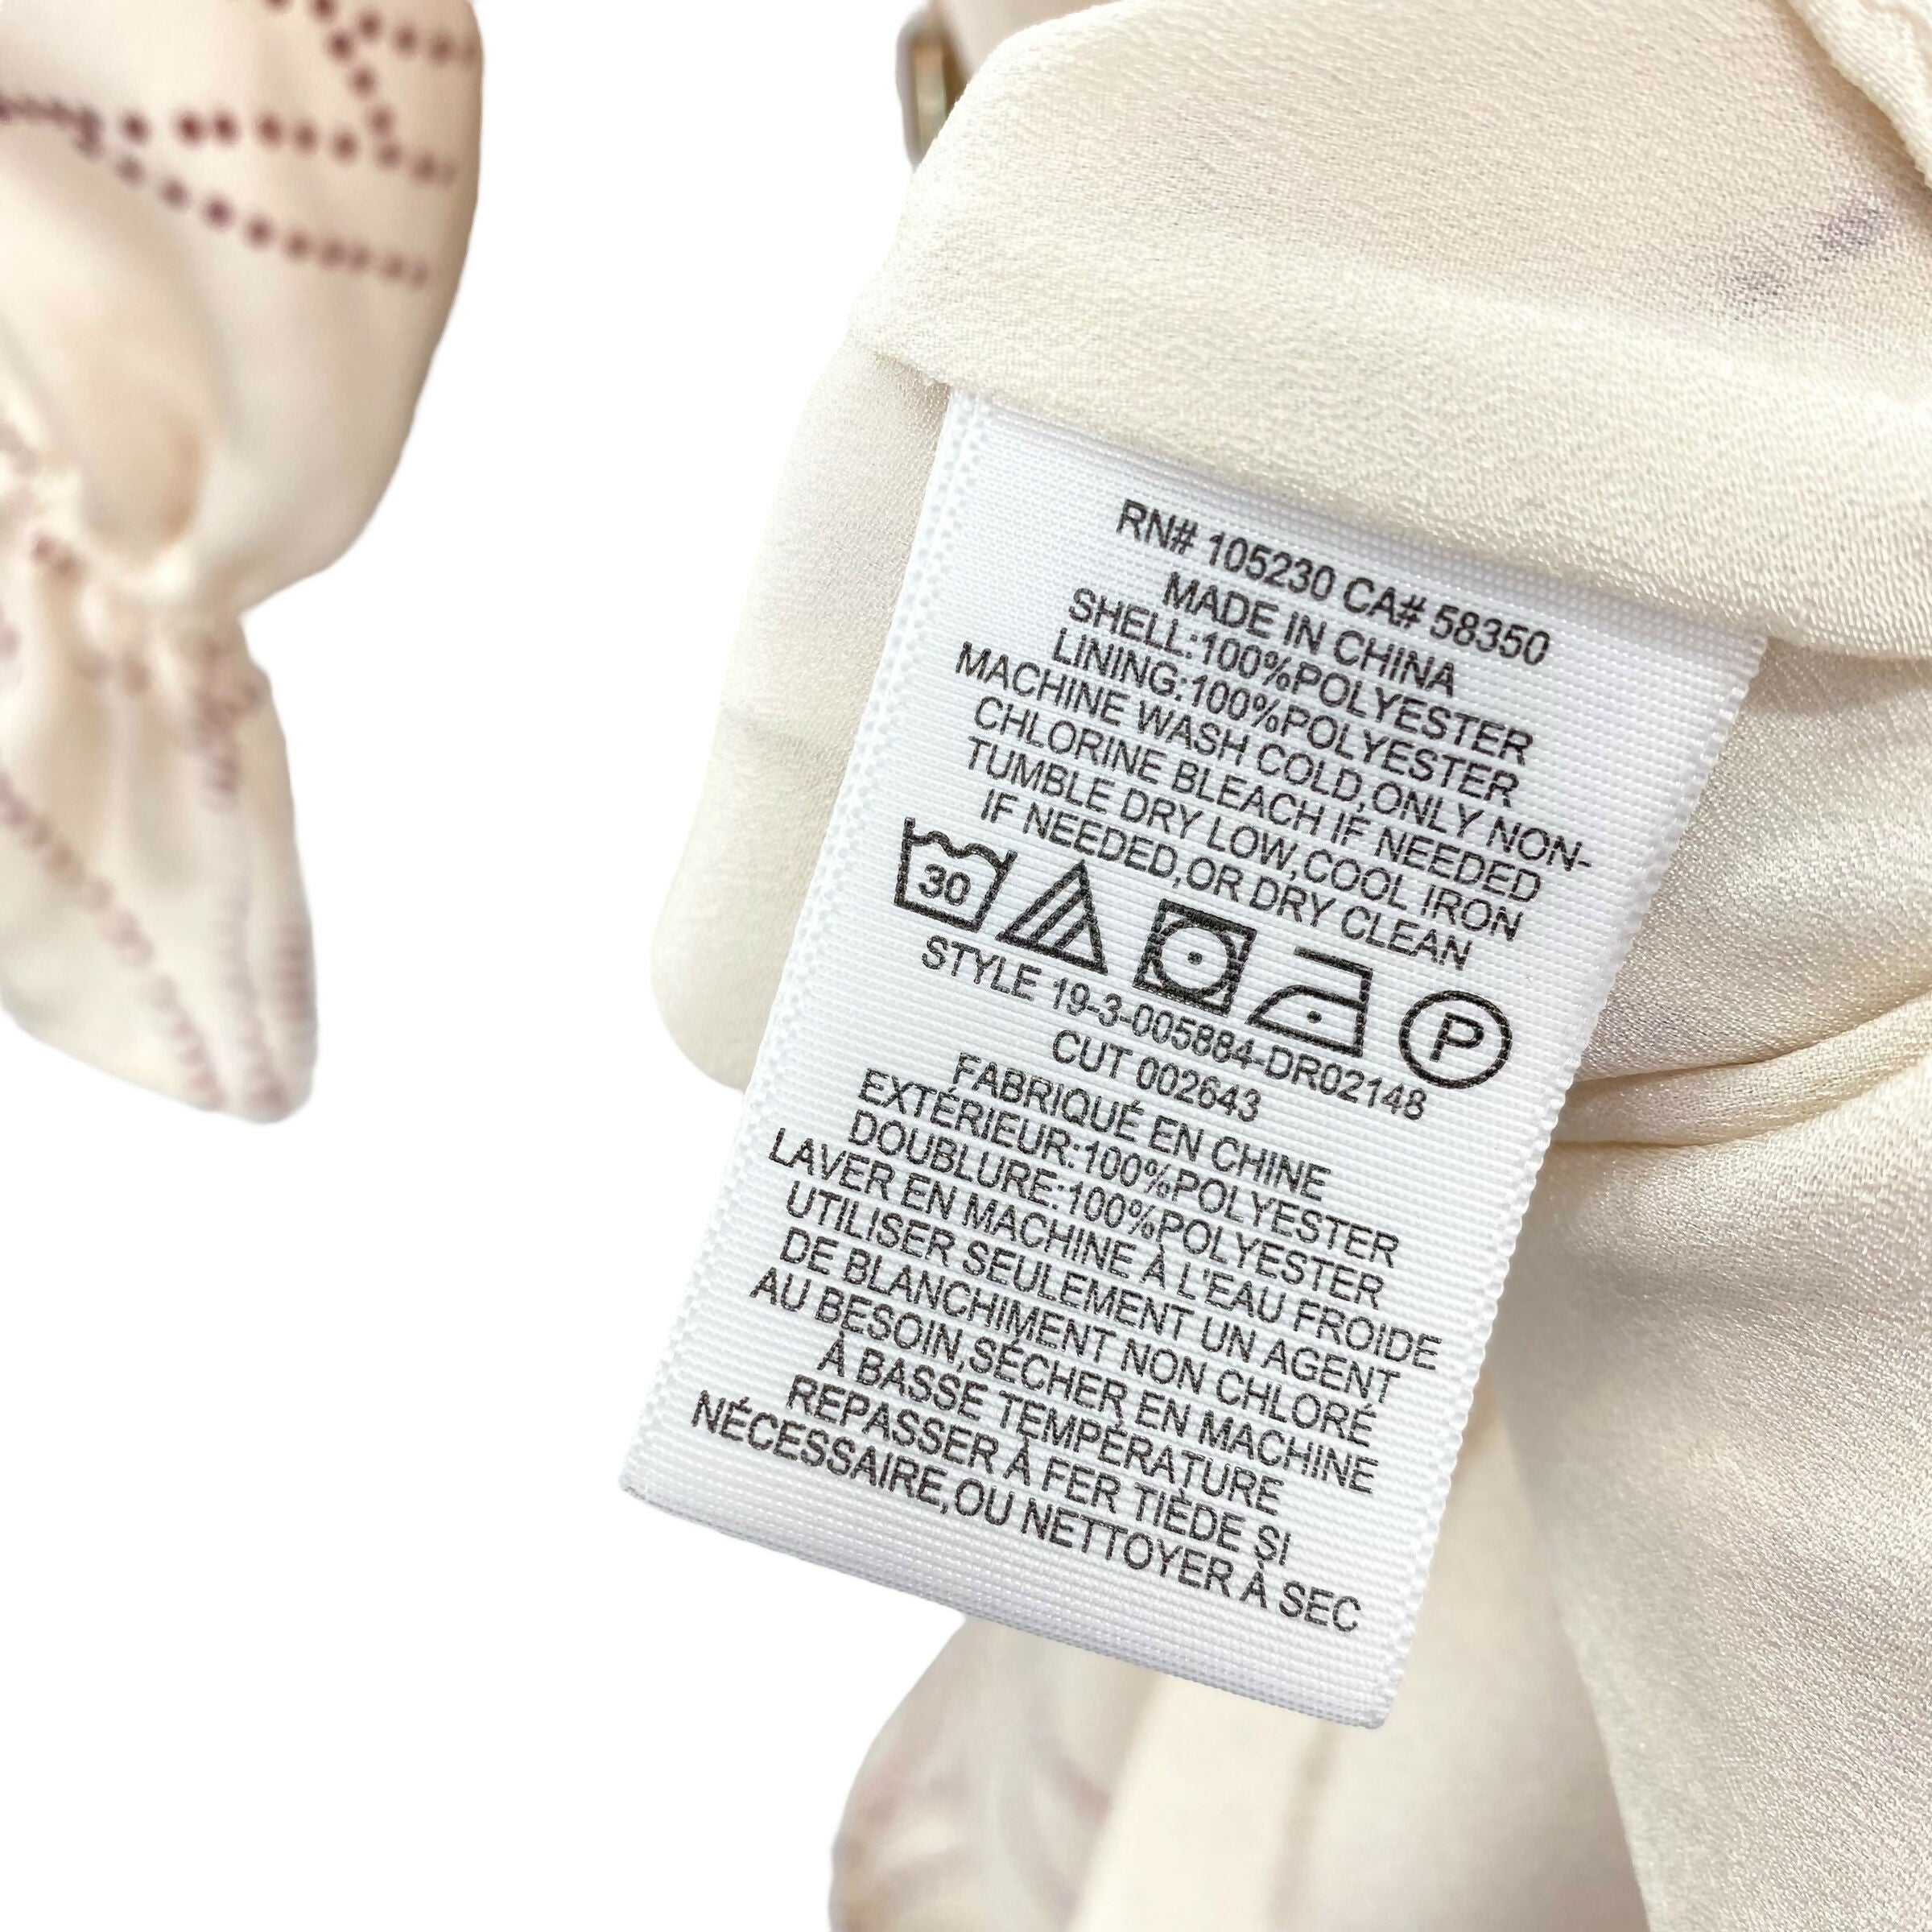 RN# 105230 CA# 58350
MADE IN CHINA
SHELL:100%POLYESTER
LINING:100%POLYESTER
MACHINE WASH COLD,ONLY NON-
CHLORINE BLEACH IF NEEDED
TUMBLE DRY LOW,COOL IRON
IF NEEDED,OR DRY CLEAN
30 P
STYLE 19-3-005884-DR02148
CUT 002643
FABRIQUÉ EN CHINE
EXTÉRIEUR:100%POLYESTER
DOUBLURE:100%POLYESTER
LAVER EN MACHINE À L'EAU FROIDE
UTILISER SEULEMENT UN AGENT
DE BLANCHIMENT NON CHLORÉ
AU BESOIN,SÉCHER EN MACHINE
À BASSE TEMPÉRATURE
REPASSER À FER TIÈDE SI
NÉCESSAIRE,OU NETTOYER À SEC